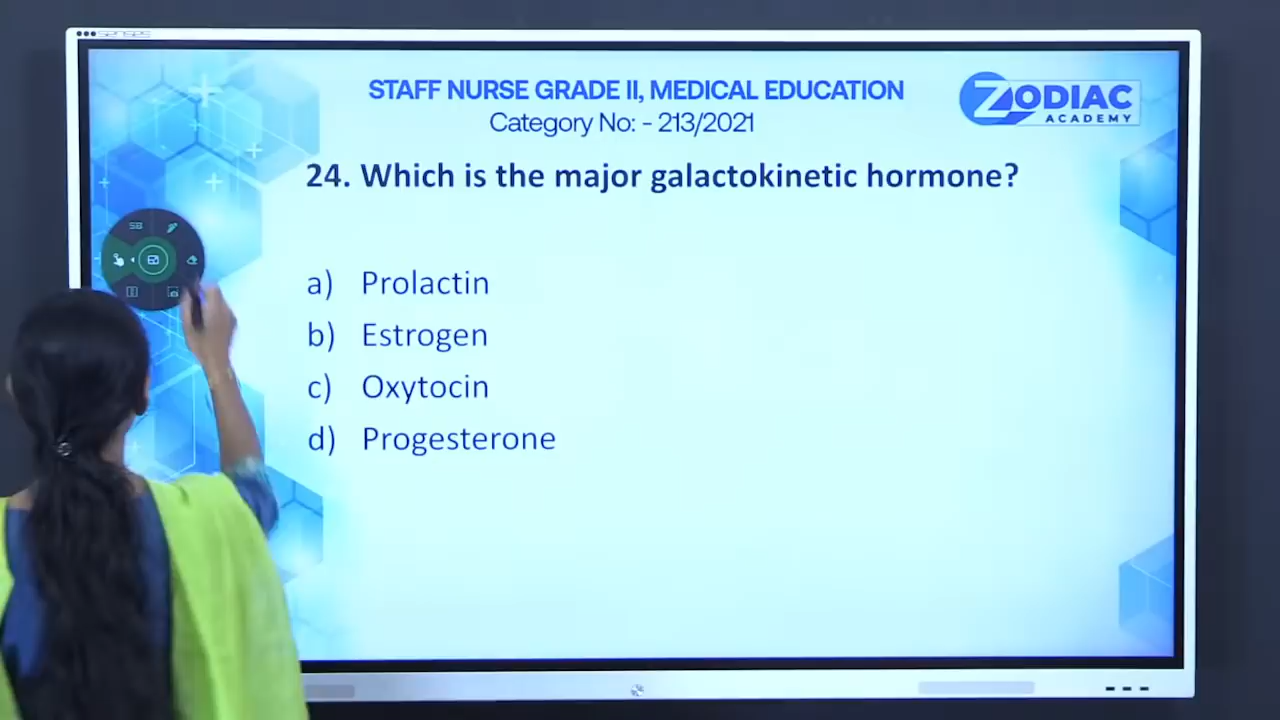 senses
STAFF NURSE GRADE II, MEDICAL EDUCATION
Category No: - 213/2021
ZODIAC
ACADEMY
24. Which is the major galactokinetic hormone?
a) Prolactin
b) Estrogen
c) Oxytocin
d) Progesterone